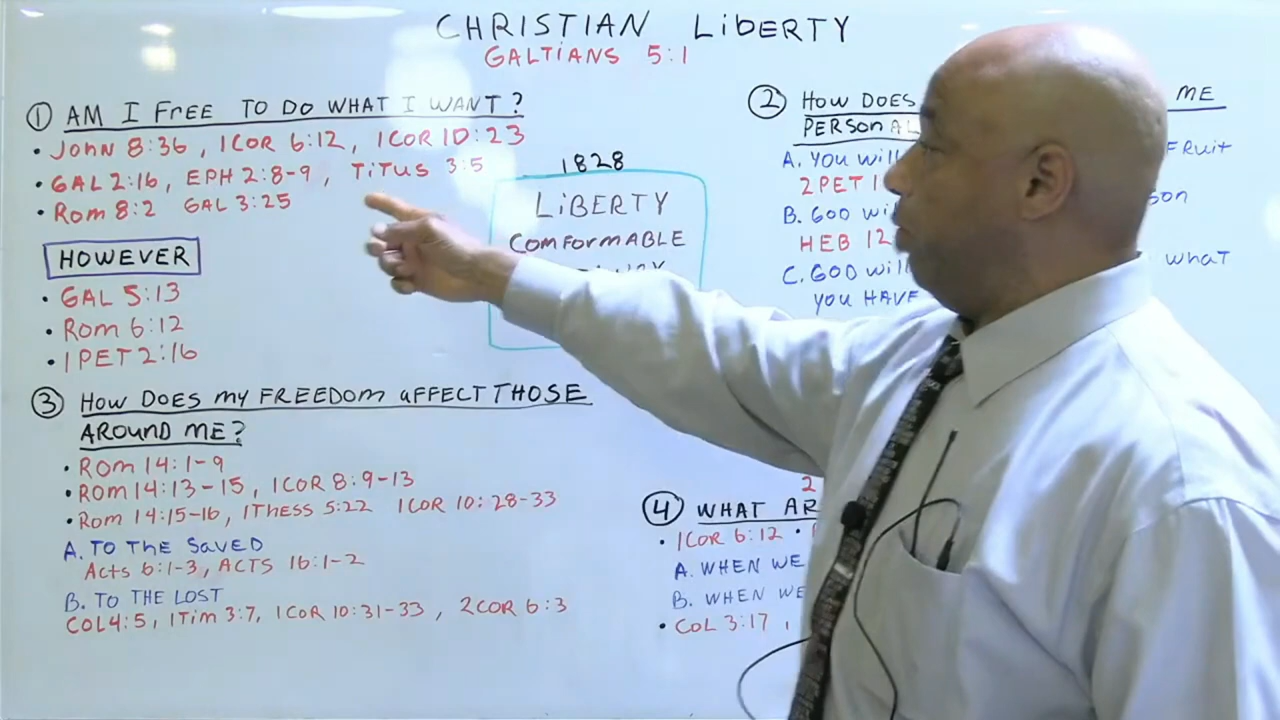 CHRISTIAN LiBERTY
GALTiANS 5:1
① AM I FREE TO DO WHAT I WANT?
• JOHN 8:36, 1COR 6:12, 1COR 10:23
• GAL 2:16, EPH 2:8-9, TiTUS 3:5
• Rom 8:2 GAL 3:25
HOWEVER
• GAL 5:13
• Rom 6:12
• 1PET 2:16
1828
LiBERTY
COMFORMABLE
② HOW DOES ME
PERSONAL
A. YOU WiLL FRUiT
2PET 1
B. GOD Wi
HEB 12
C. GOD WiLL WHAT
YOU HAVE
③ HOW DOES my FREEDOM aFFECT THOSE
AROUND ME?
• ROM 14:1-9
• ROM 14:13-15, 1COR 8:9-13
• ROM 14:15-16, 1THESS 5:22 1COR 10:28-33
A. TO THE SAVED
ACTS 6:1-3, ACTS 16:1-2
B. TO THE LOST
COL 4:5, 1Tim 3:7, 1COR 10:31-33, 2COR 6:3
2
④ WHAT AR
• 1COR 6:12 •
A. WHEN WE
B. WHEN WE
• COL 3:17,